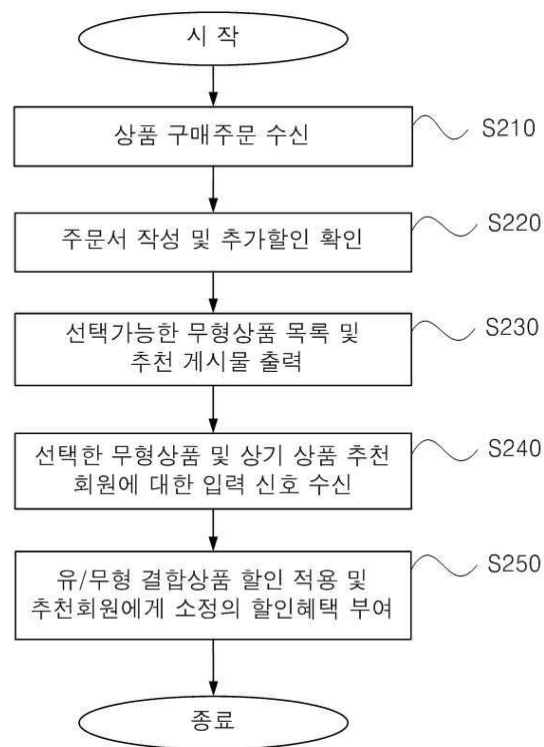 시 작
상품 구매주문 수신
S210
주문서 작성 및 추가할인 확인
S220
선택가능한 무형상품 목록 및
추천 게시물 출력
S230
선택한 무형상품 및 상기 상품 추천
회원에 대한 입력 신호 수신
S240
유/무형 결합상품 할인 적용 및
추천회원에게 소정의 할인혜택 부여
S250
종료